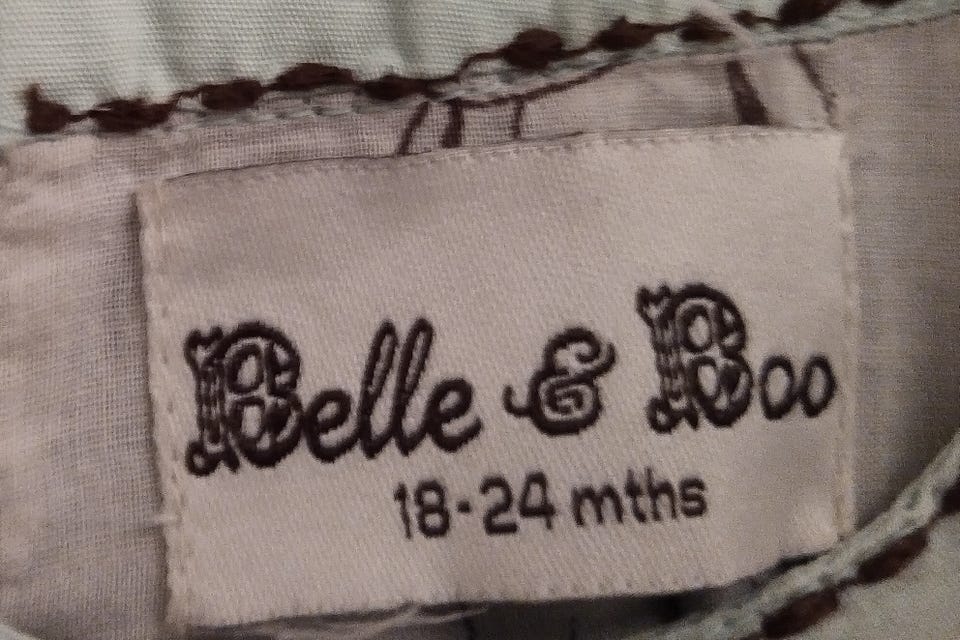 Belle & Boo
18-24 mths